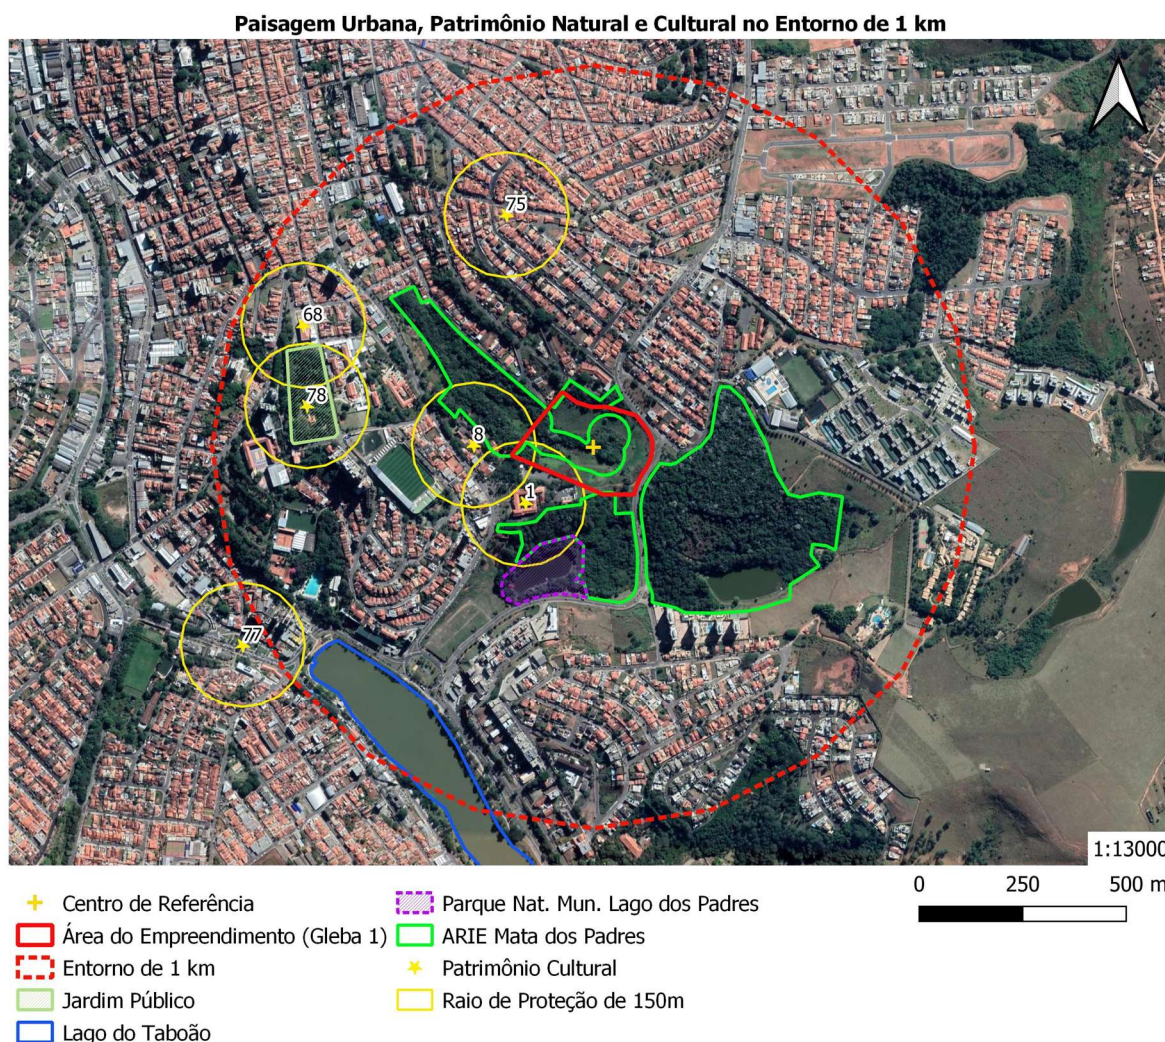 Paisagem Urbana, Patrimônio Natural e Cultural no Entorno de 1 km
75
68
78
8
1
77
1:13000
0 250 500 m
Centro de Referência
Área do Empreendimento (Gleba 1)
Entorno de 1 km
Jardim Público
Lago do Taboão
Parque Nat. Mun. Lago dos Padres
ARIE Mata dos Padres
Patrimônio Cultural
Raio de Proteção de 150m